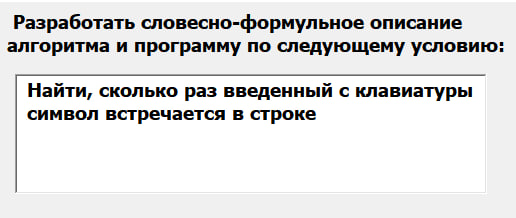 Разработать словесно-формульное описание
алгоритма и программу по следующему условию:
Найти, сколько раз введенный с клавиатуры
символ встречается в строке